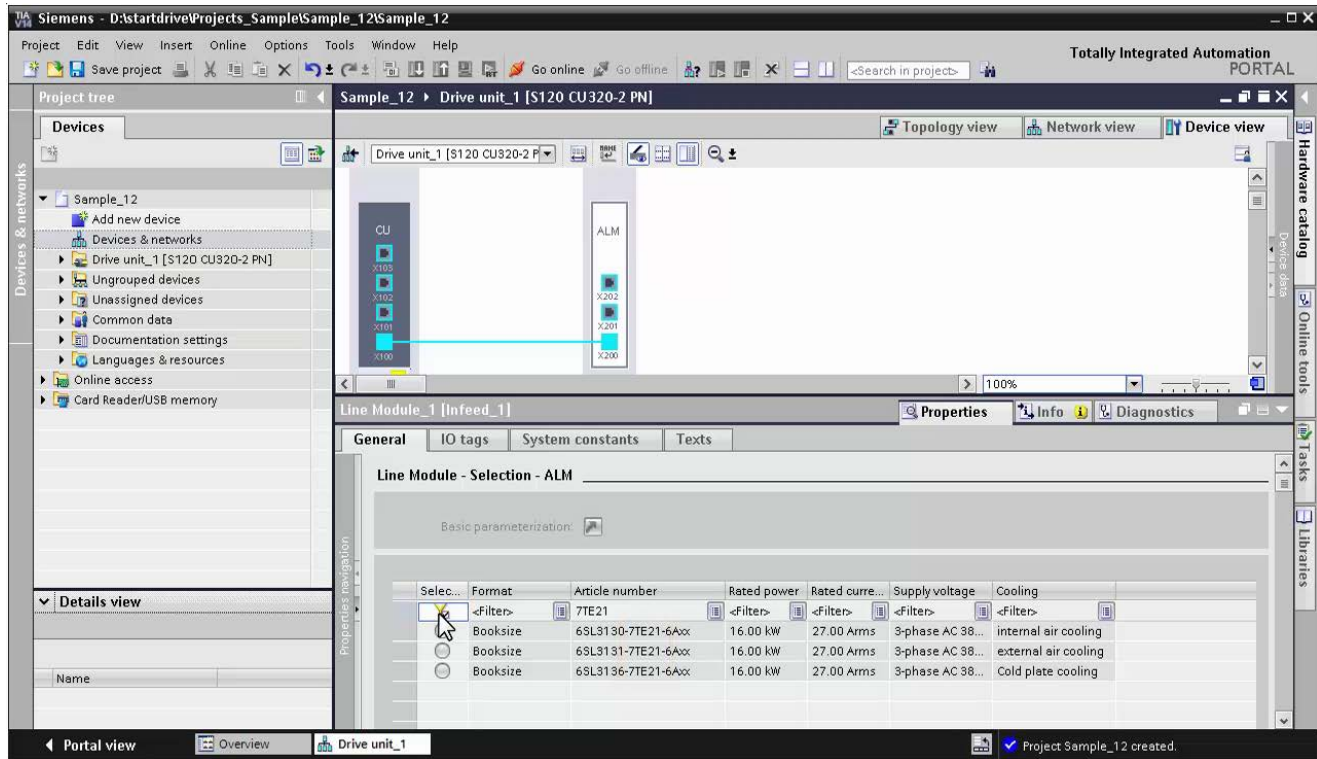 Siemens - D:\startdrive\Projects_Sample\Sample_12\Sample_12
Project Edit View Insert Online Options Tools Window Help
Totally Integrated Automation
PORTAL
Save project Go online Go offline <Search in project>
Project tree
Sample_12 Drive unit_1 [S120 CU320-2 PN]
Devices
Topology view Network view Device view
Drive unit_1 [S120 CU320-2 P
Sample_12
Add new device
Devices & networks
Drive unit_1 [S120 CU320-2 PN]
Ungrouped devices
Unassigned devices
Common data
Documentation settings
Languages & resources
Online access
Card Reader/USB memory
Devices & networks
CU
X103
X102
X101
X100
ALM
X202
X201
X200
Device data
100%
Hardware catalog
Online tools
Tasks
Libraries
Line Module_1 [Infeed_1]
Properties Info Diagnostics
General IO tags System constants Texts
Properties navigation
Line Module - Selection - ALM
Basic parameterization:
Selec... Format Article number Rated power Rated curre... Supply voltage Cooling
<Filter> 7TE21 <Filter> <Filter> <Filter> <Filter>
Booksize 6SL3130-7TE21-6Axx 16.00 kW 27.00 Arms 3-phase AC 38... internal air cooling
Booksize 6SL3131-7TE21-6Axx 16.00 kW 27.00 Arms 3-phase AC 38... external air cooling
Booksize 6SL3136-7TE21-6Axx 16.00 kW 27.00 Arms 3-phase AC 38... Cold plate cooling
Details view
Name
Portal view Overview Drive unit_1 Project Sample_12 created.